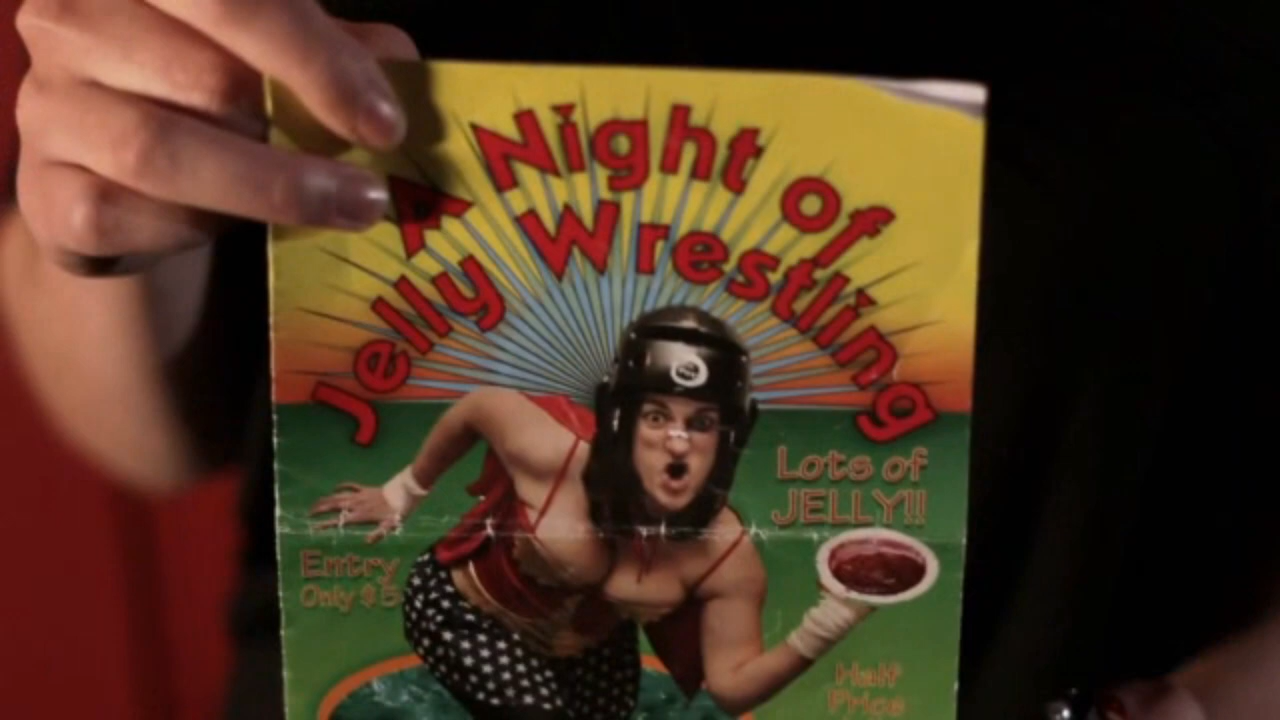 A Night of
Jelly Wrestling
Lots of
JELLY!!
Entry
Only $5
Half
Price